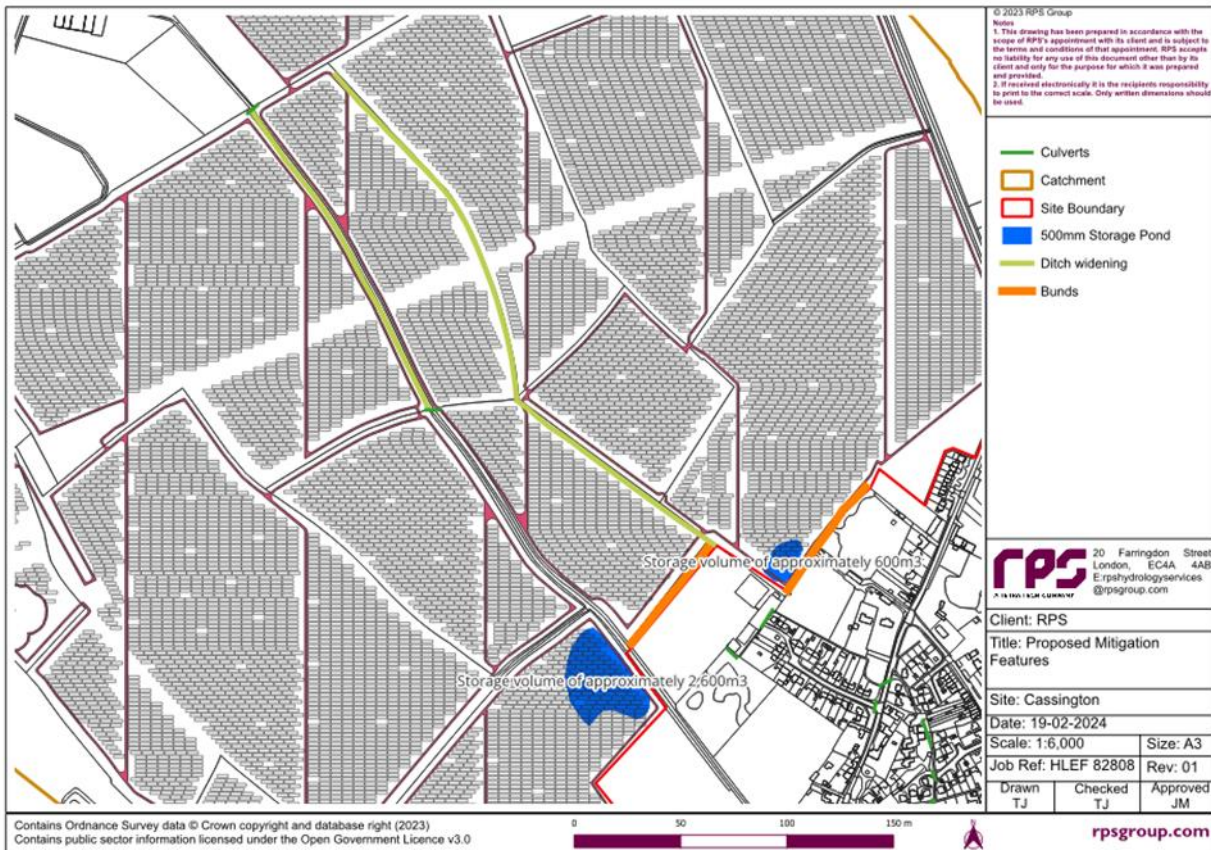 © 2023 RPS Group
Notes
1. This drawing has been prepared in accordance with the
scope of RPS's appointment with its client and is subject to
the terms and conditions of that appointment. RPS accepts
no liability for any use of this document other than by its
client and only for the purpose for which it was prepared
and provided.
2. If received electronically it is the recipients responsibility
to print to the correct scale. Only written dimensions should
be used.
Culverts
Catchment
Site Boundary
500mm Storage Pond
Ditch widening
Bunds
Storage volume of approximately 600m3
Storage volume of approximately 2,600m3
rps
A TETRA TECH COMPANY
20 Farringdon Street
London, EC4A 4AB
E:rpshydrologyservices
@rpsgroup.com
Client: RPS
Title: Proposed Mitigation
Features
Site: Cassington
Date: 19-02-2024
Scale: 1:6,000 Size: A3
Job Ref: HLEF 82808 Rev: 01
Drawn Checked Approved
TJ TJ JM
Contains Ordnance Survey data © Crown copyright and database right (2023)
Contains public sector information licensed under the Open Government Licence v3.0
0 50 100 150 m
N
rpsgroup.com